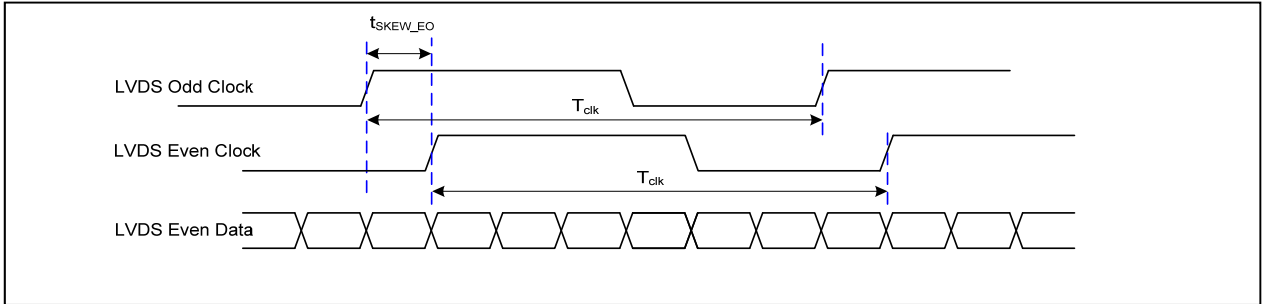 tSKEW_EO
LVDS Odd Clock
Tclk
LVDS Even Clock
Tclk
LVDS Even Data